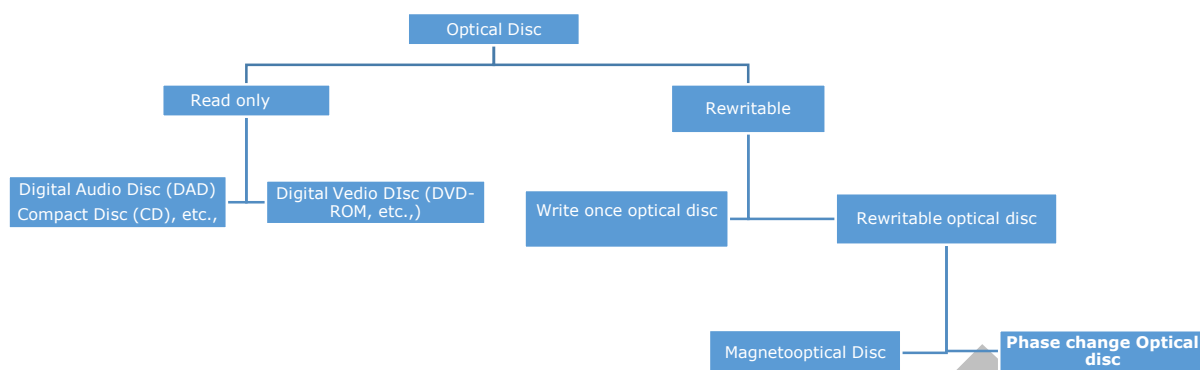 Optical Disc
Read only
Rewritable
Digital Audio Disc (DAD)
Compact Disc (CD), etc.,
Digital Vedio DIsc (DVD-
ROM, etc.,)
Write once optical disc
Rewritable optical disc
Magnetooptical Disc
Phase change Optical
disc